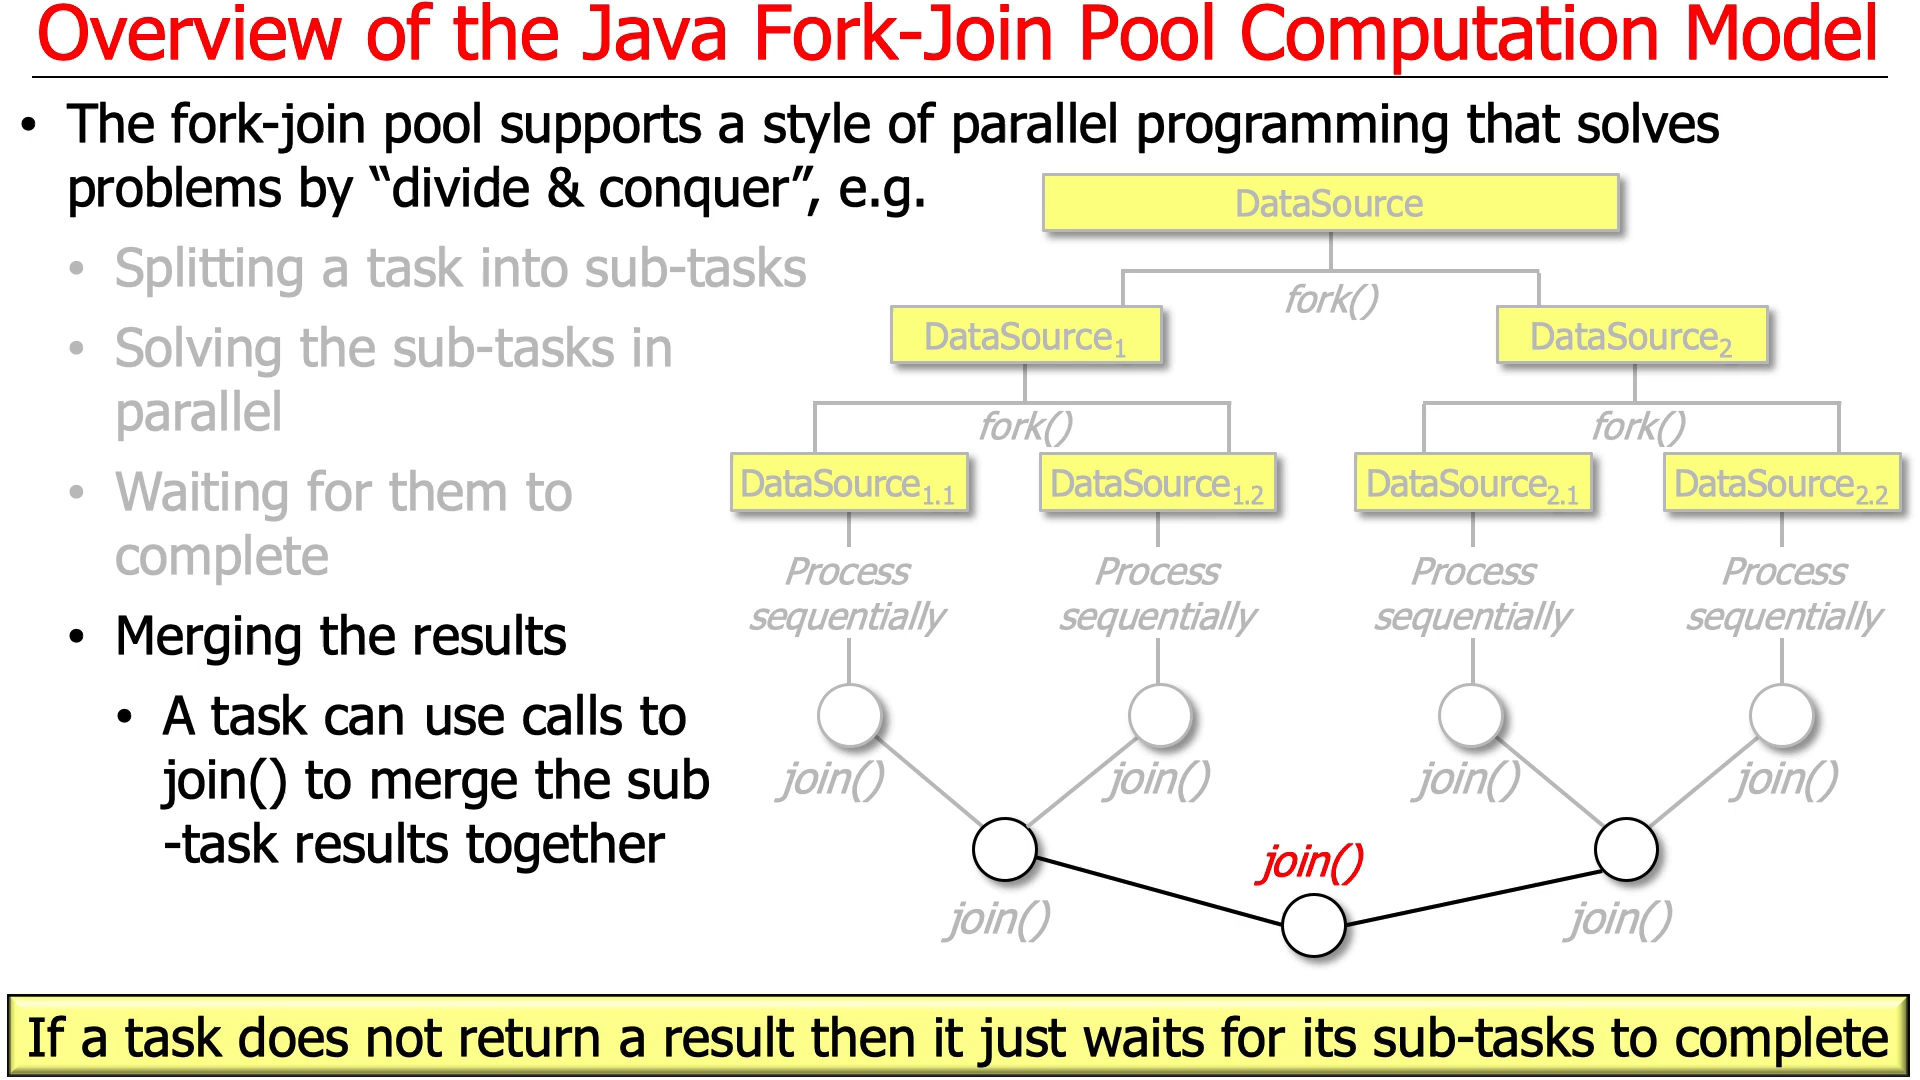 Overview of the Java Fork-Join Pool Computation Model
• The fork-join pool supports a style of parallel programming that solves
problems by “divide & conquer”, e.g.
• Splitting a task into sub-tasks
• Solving the sub-tasks in
parallel
• Waiting for them to
complete
• Merging the results
• A task can use calls to
join() to merge the sub
-task results together
DataSource
fork()
DataSource1
DataSource2
fork()
fork()
DataSource1.1
DataSource1.2
DataSource2.1
DataSource2.2
Process
sequentially
Process
sequentially
Process
sequentially
Process
sequentially
join()
join()
join()
join()
join()
join()
join()
If a task does not return a result then it just waits for its sub-tasks to complete